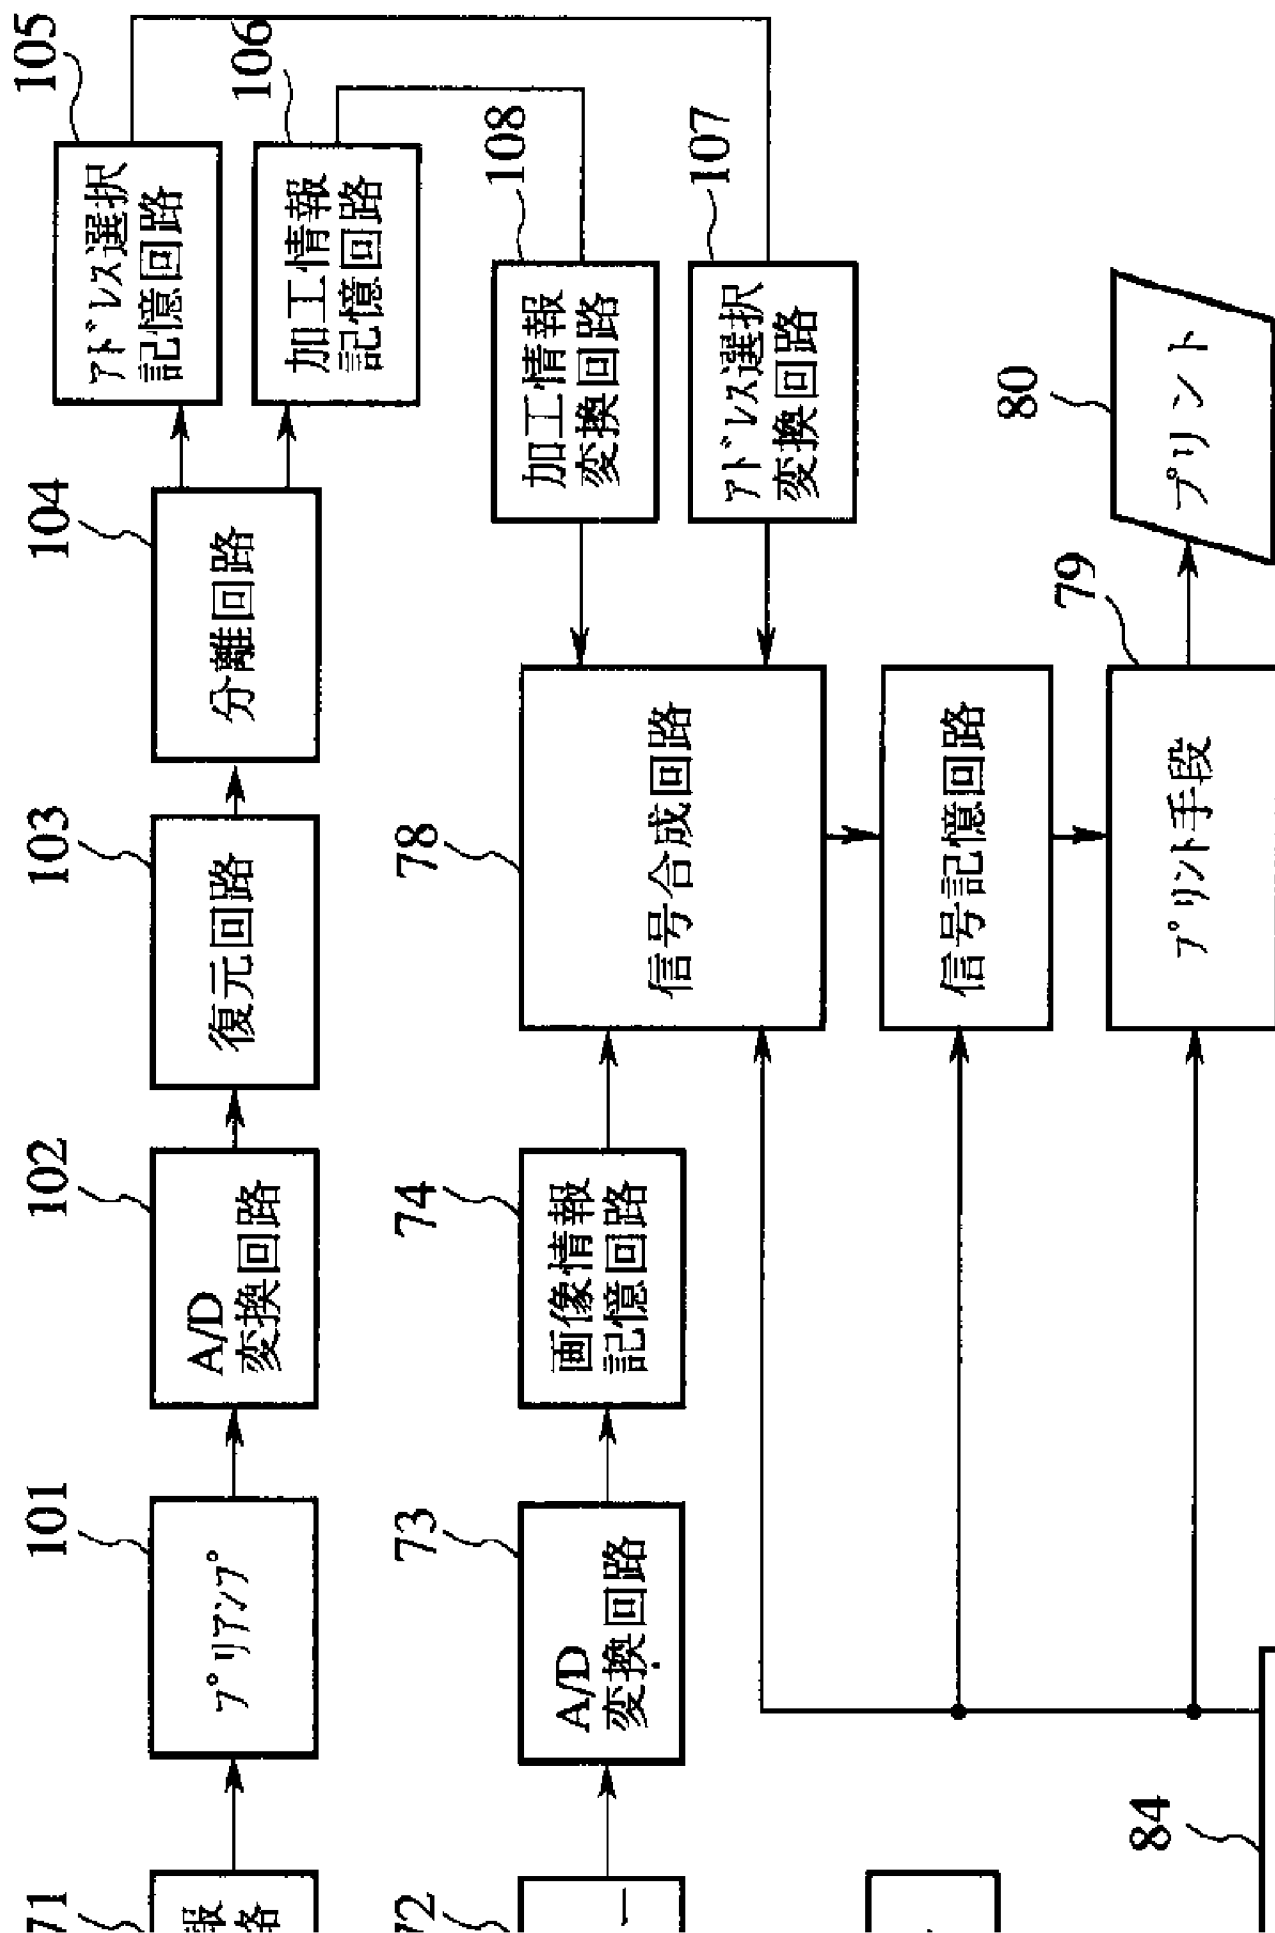 105
アドレス選択
記憶回路
106
加工情報
記憶回路
104
分離回路
103
復元回路
102
A/D
変換回路
101
プリアンプ
71
108
加工情報
変換回路
107
アドレス選択
変換回路
78
信号合成回路
74
画像情報
記憶回路
73
A/D
変換回路
72
信号記憶回路
79
プリント手段
80
プリント
84